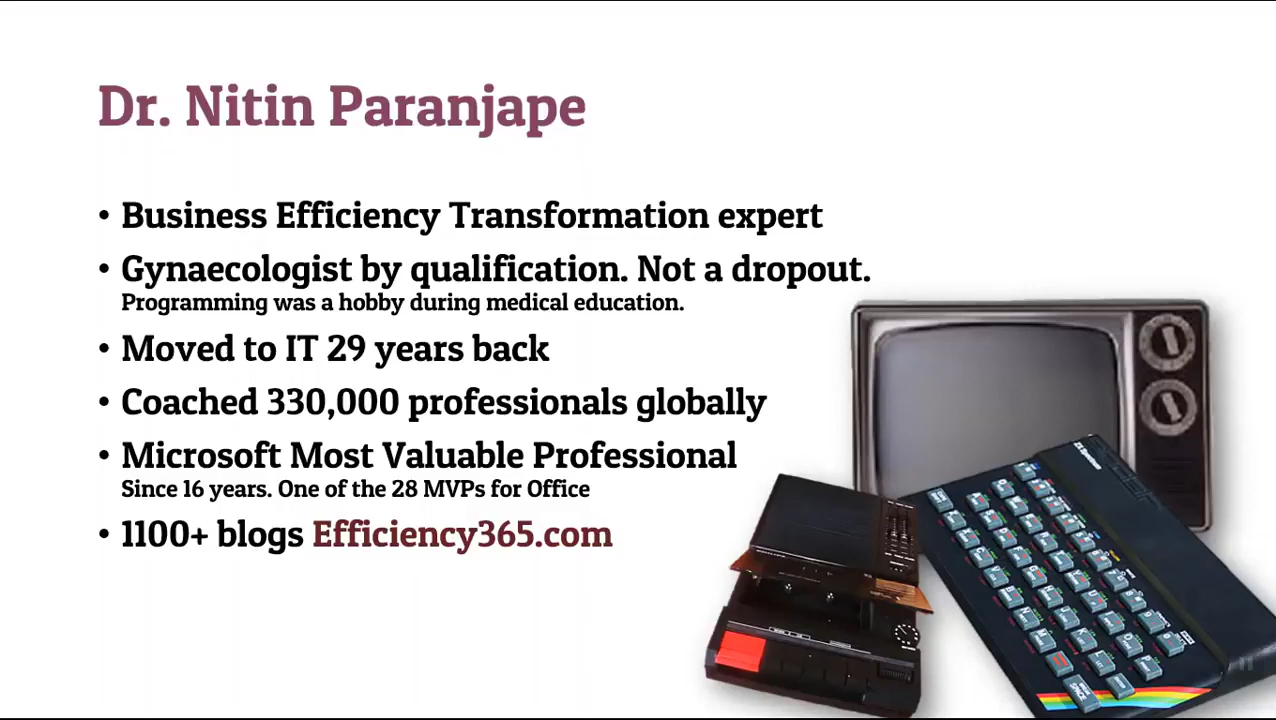 Dr. Nitin Paranjape
• Business Efficiency Transformation expert
• Gynaecologist by qualification. Not a dropout.
Programming was a hobby during medical education.
• Moved to IT 29 years back
• Coached 330,000 professionals globally
• Microsoft Most Valuable Professional
Since 16 years. One of the 28 MVPs for Office
• 1100+ blogs Efficiency365.com